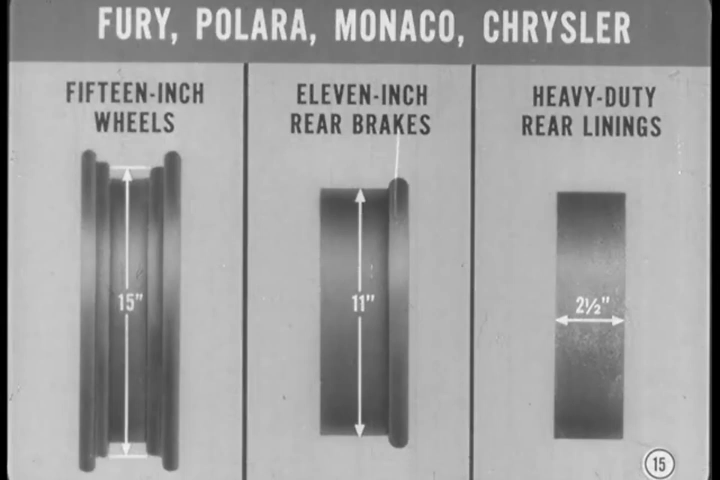 FURY, POLARA, MONACO, CHRYSLER
FIFTEEN-INCH
WHEELS
15"
ELEVEN-INCH
REAR BRAKES
11"
HEAVY-DUTY
REAR LININGS
2½"
15